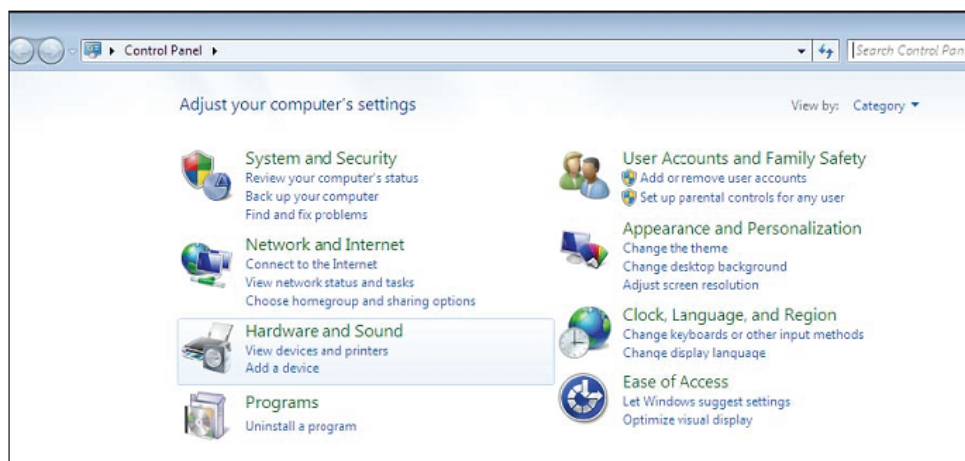 Control Panel
Search Control Pan
Adjust your computer's settings
View by: Category
System and Security
Review your computer's status
Back up your computer
Find and fix problems
Network and Internet
Connect to the Internet
View network status and tasks
Choose homegroup and sharing options
Hardware and Sound
View devices and printers
Add a device
Programs
Uninstall a program
User Accounts and Family Safety
Add or remove user accounts
Set up parental controls for any user
Appearance and Personalization
Change the theme
Change desktop background
Adjust screen resolution
Clock, Language, and Region
Change keyboards or other input methods
Change display language
Ease of Access
Let Windows suggest settings
Optimize visual display